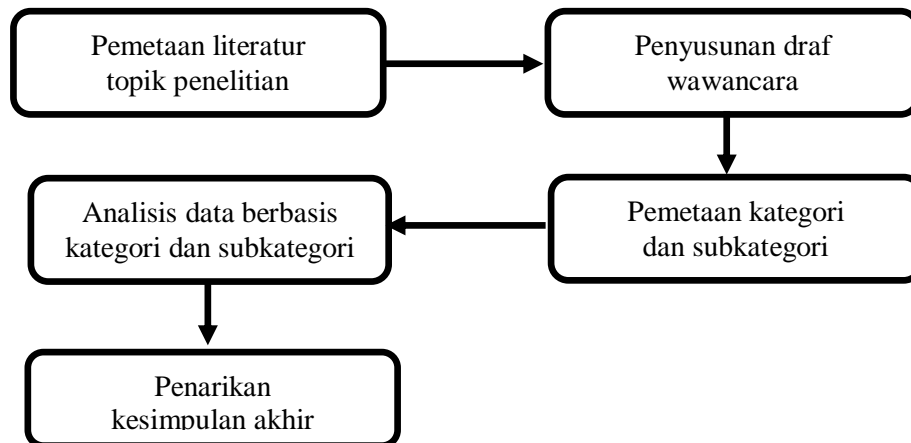 Pemetaan literatur
topik penelitian
Penyusunan draf
wawancara
Pemetaan kategori
dan subkategori
Analisis data berbasis
kategori dan subkategori
Penarikan
kesimpulan akhir